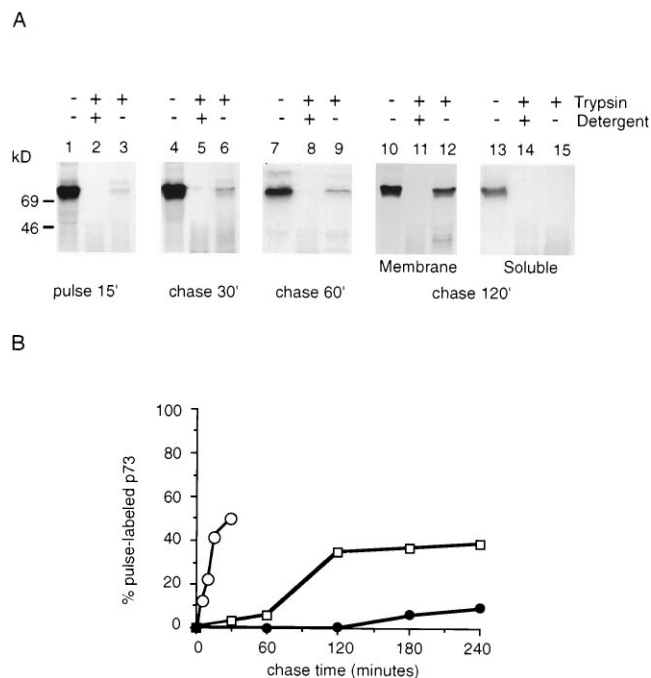 A
- + + - + + - + + - + + - + + Trypsin
- + - - + - - + - - + - - + - Detergent
kD 1 2 3 4 5 6 7 8 9 10 11 12 13 14 15
69
46
Membrane Soluble
pulse 15' chase 30' chase 60' chase 120'
B
100
80
60
40
20
0
% pulse-labeled p73
0 60 120 180 240
chase time (minutes)